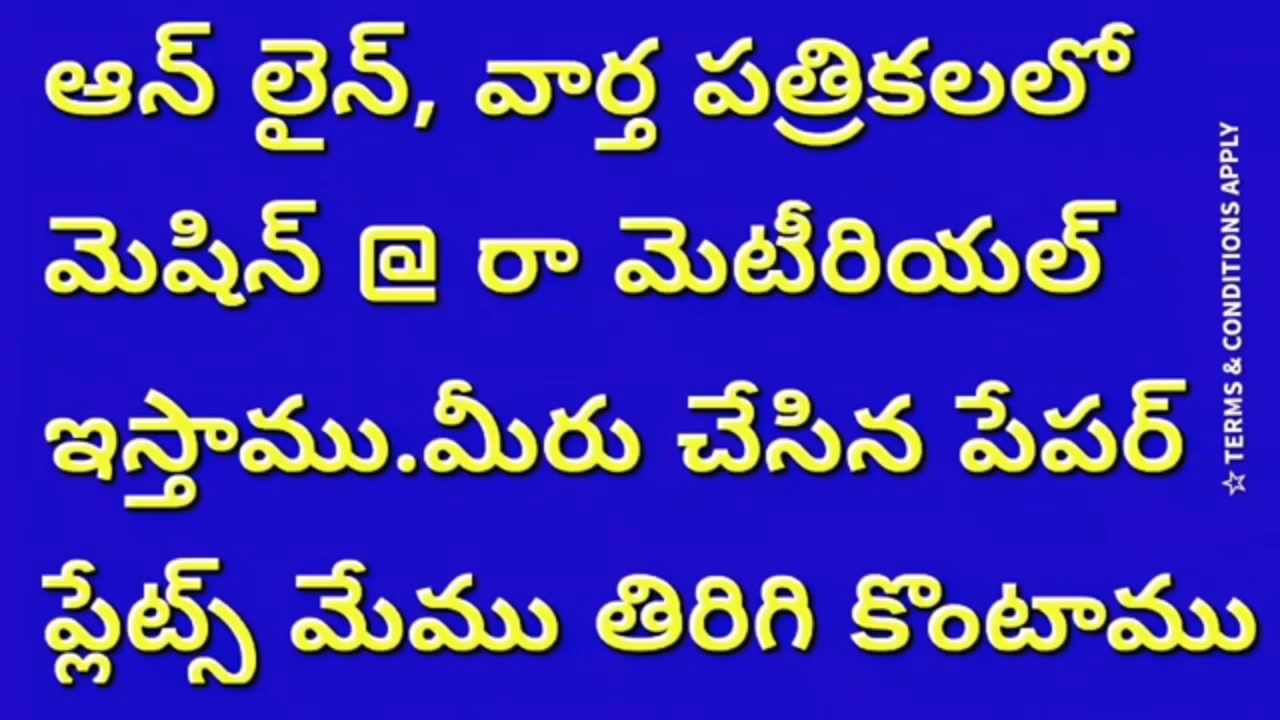 ఆన్ లైన్, వార్త పత్రికలలో
మెషిన్ @ రా మెటీరియల్
ఇస్తాము.మీరు చేసిన పేపర్
ప్లేట్స్ మేము తిరిగి కొంటాము
☆ TERMS & CONDITIONS APPLY